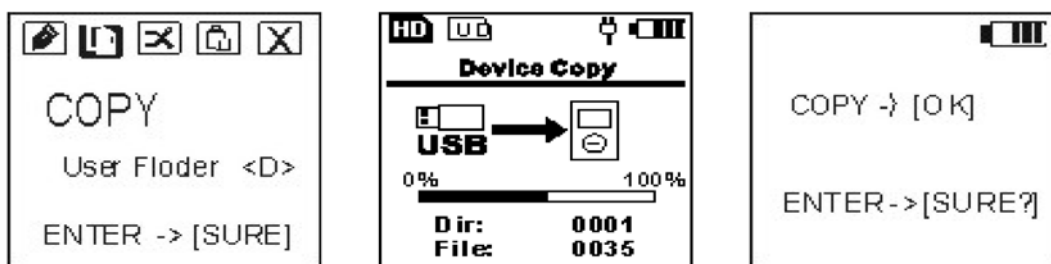 COPY
User Floder <D>
ENTER -> [SURE]
HD UD
Device Copy
USB
0% 100%
Dir: 0001
File: 0035
COPY -> [OK]
ENTER->[SURE?]